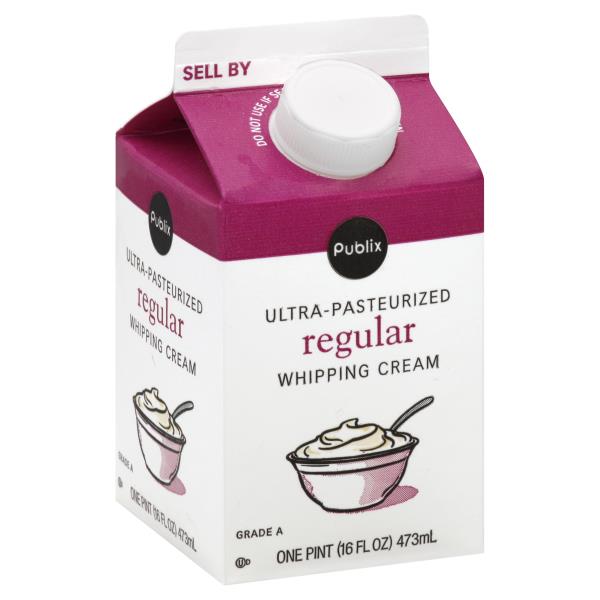 SELL BY
DO NOT USE IF SE
Publix
ULTRA-PASTEURIZED
regular
WHIPPING CREAM
GRADE A
UD
ONE PINT (16 FL OZ) 473mL
Publix
ULTRA-PASTEURIZED
regular
WHIPPING CREAM
GRADE A
ONE PINT (16 FL OZ) 473mL